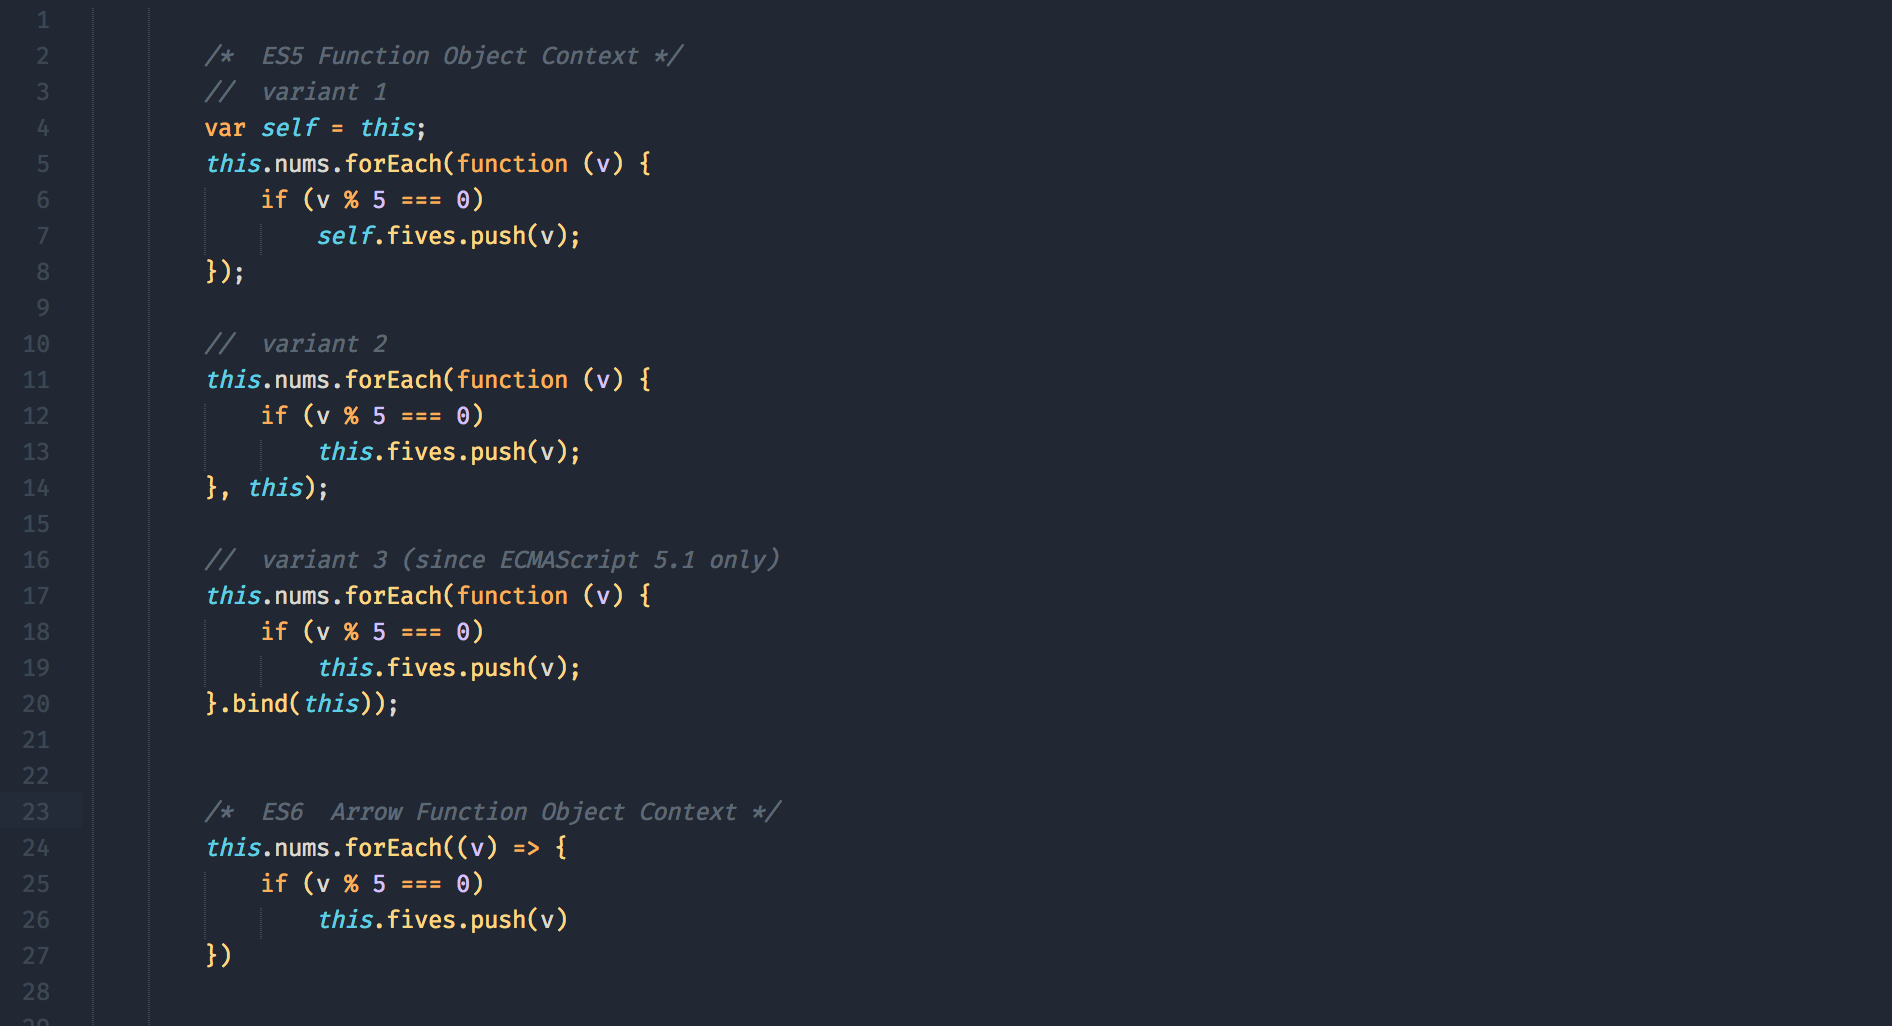 1
2 /*  ES5 Function Object Context */
3 //  variant 1
4 var self = this;
5 this.nums.forEach(function (v) {
6     if (v % 5 === 0)
7         self.fives.push(v);
8 });
9
10 //  variant 2
11 this.nums.forEach(function (v) {
12     if (v % 5 === 0)
13         this.fives.push(v);
14 }, this);
15
16 //  variant 3 (since ECMAScript 5.1 only)
17 this.nums.forEach(function (v) {
18     if (v % 5 === 0)
19         this.fives.push(v);
20 }.bind(this));
21
22
23 /*  ES6  Arrow Function Object Context */
24 this.nums.forEach((v) => {
25     if (v % 5 === 0)
26         this.fives.push(v)
27 })
28
29